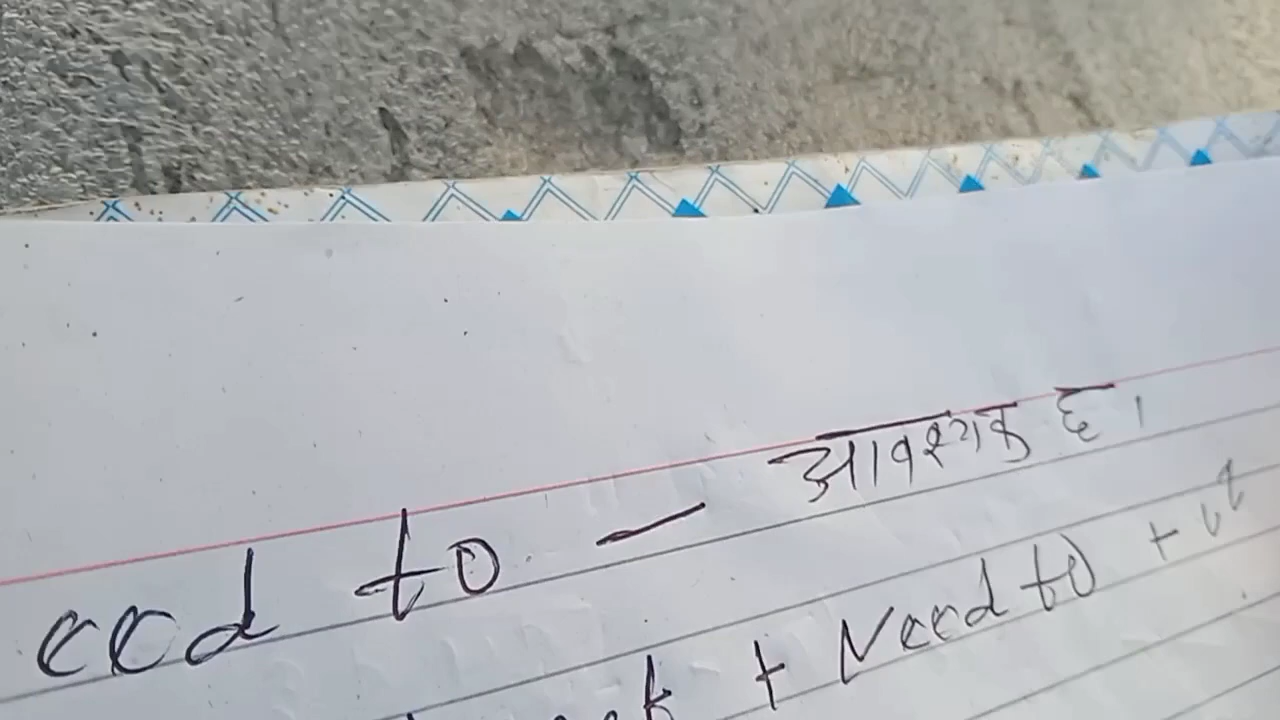 eed to — आवश्यक है।
+ Need to +